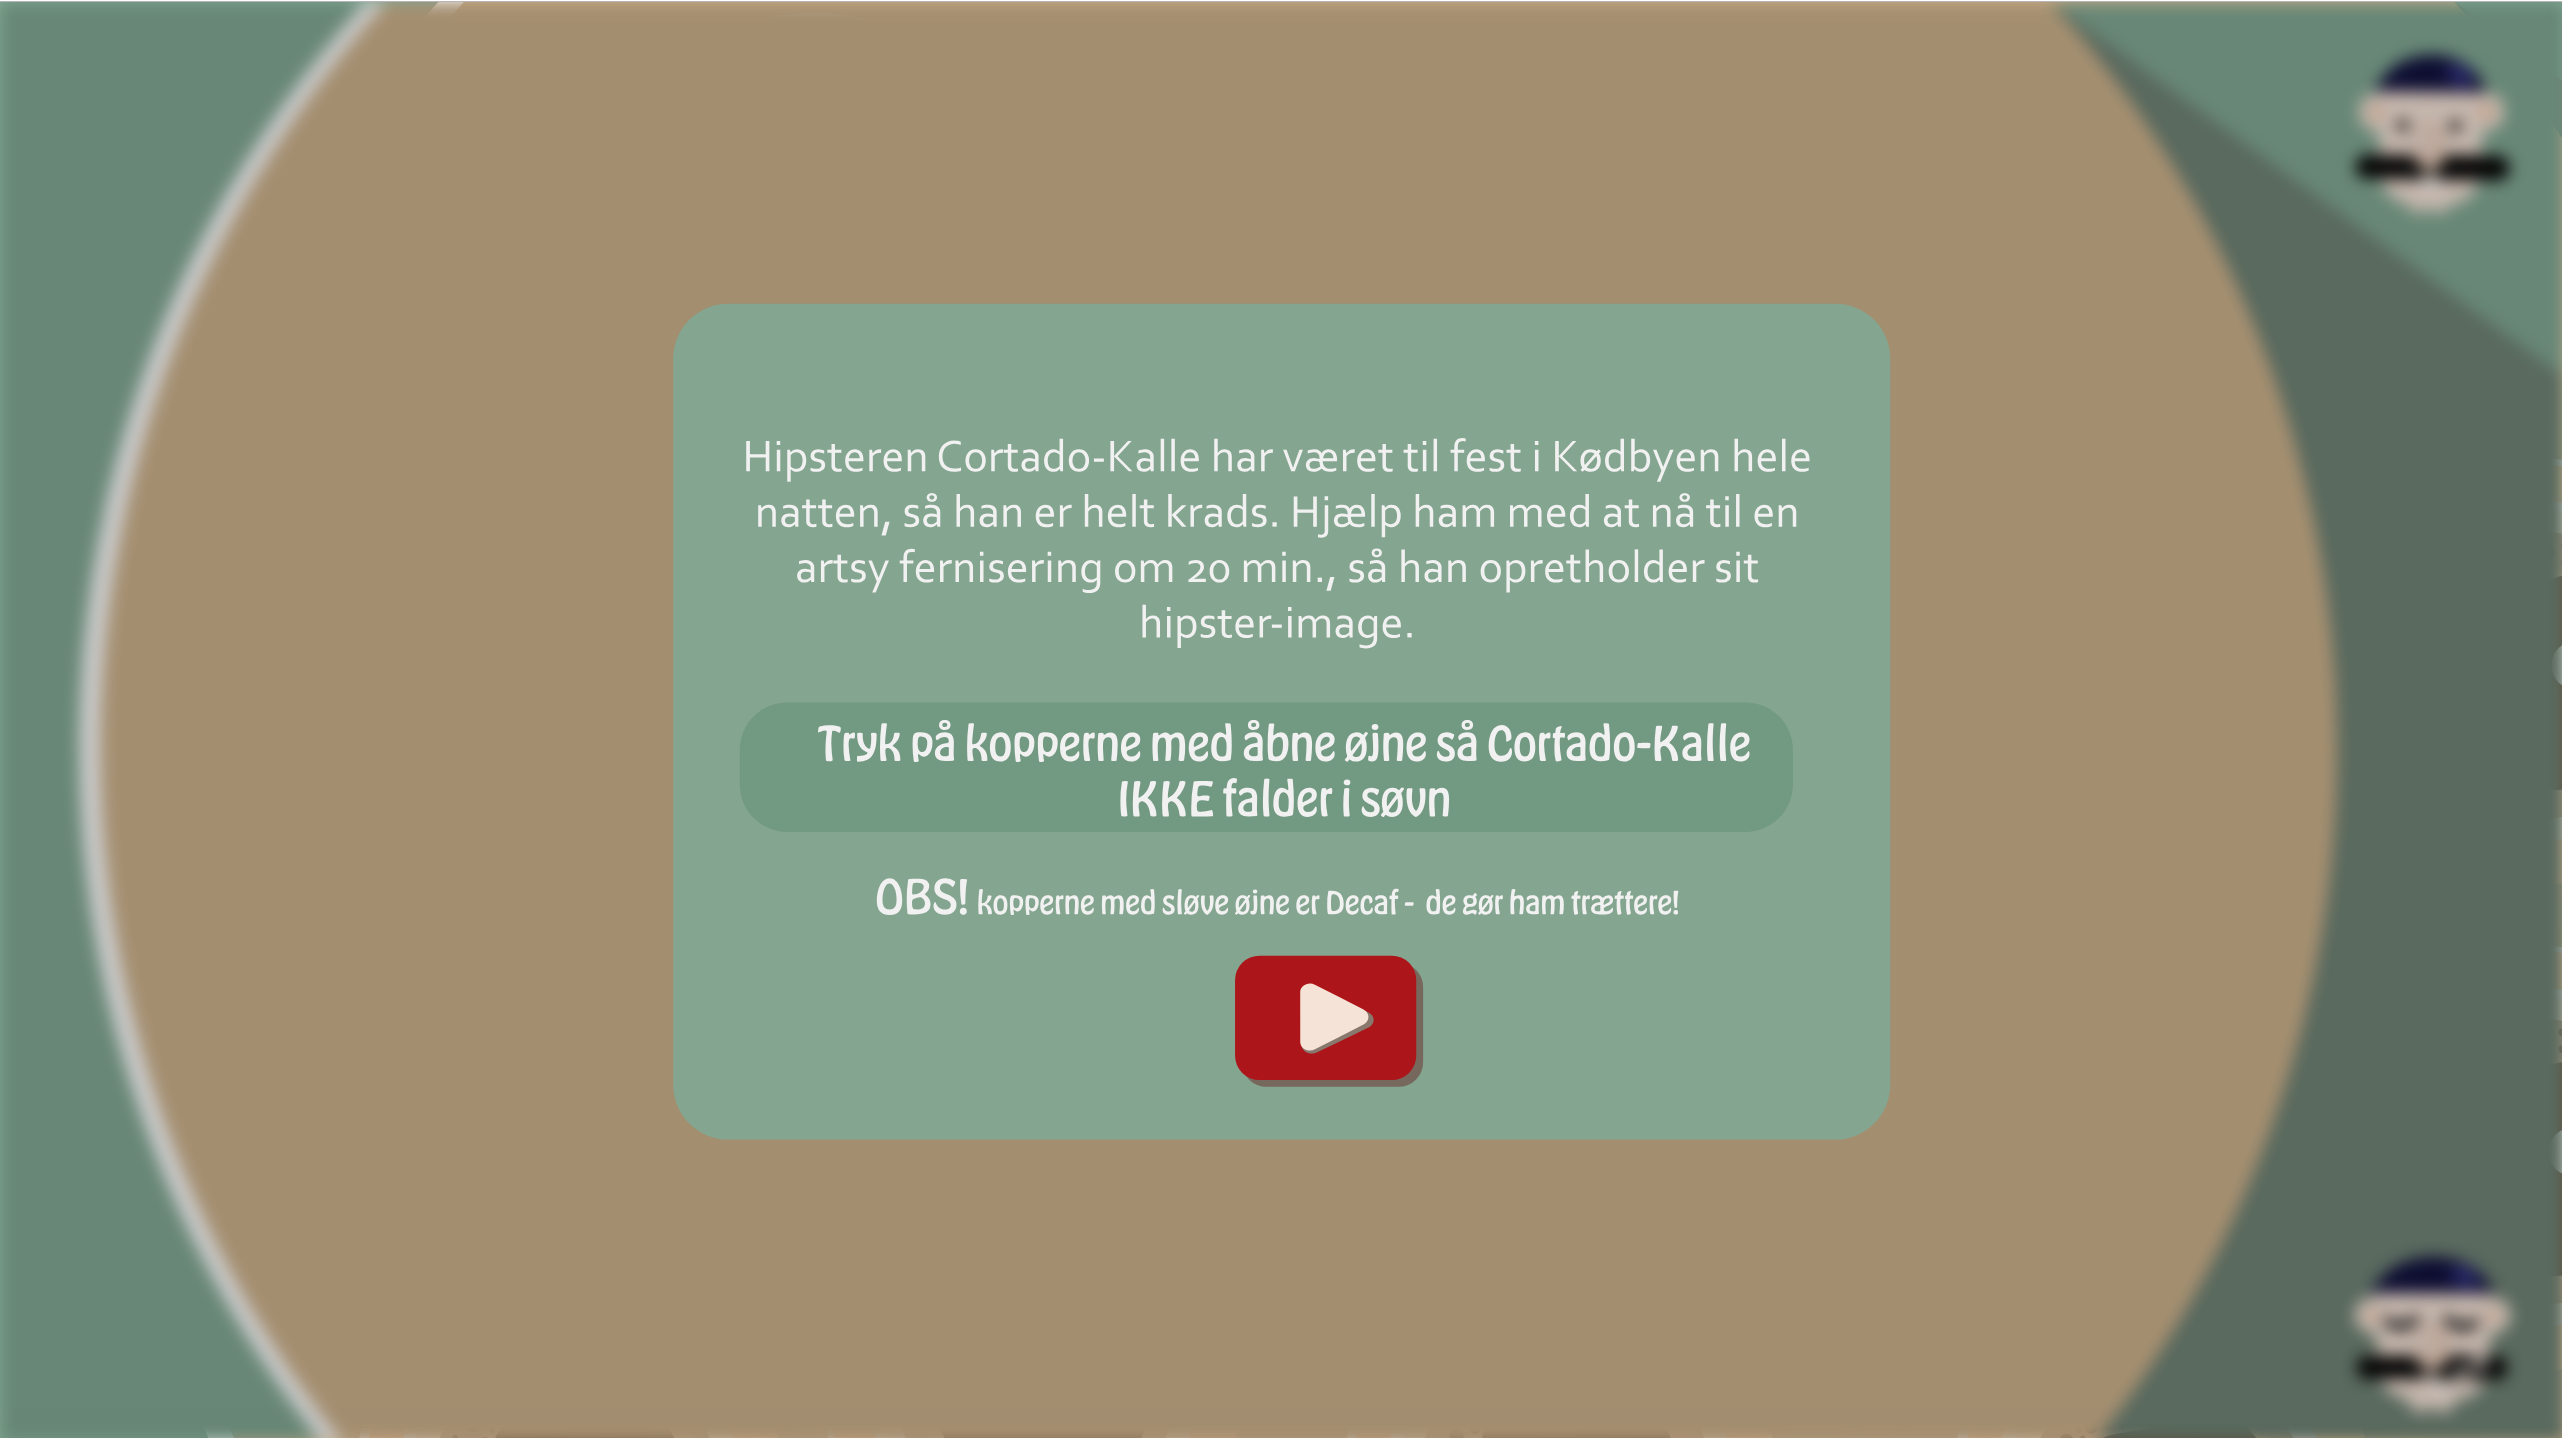 Hipsteren Cortado-Kalle har været til fest i Kødbyen hele
natten, så han er helt krads. Hjælp ham med at nå til en
artsy fernisering om 20 min., så han opretholder sit
hipster-image.
Tryk på kopperne med åbne øjne så Cortado-Kalle
IKKE falder i søvn
OBS! kopperne med sløve øjne er Decaf - de gør ham trættere!